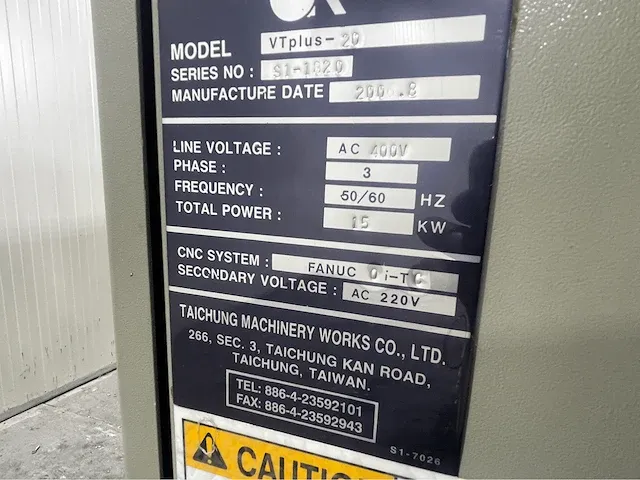 MODEL VTplus-20
SERIES NO : S1-1820
MANUFACTURE DATE
LINE VOLTAGE : AC 400V
PHASE : 3
FREQUENCY : 50/60 HZ
TOTAL POWER : 15 KW
CNC SYSTEM : FANUC 0i-TC
SECONDARY VOLTAGE : AC 220V
TAICHUNG MACHINERY WORKS CO., LTD.
266, SEC. 3, TAICHUNG KAN ROAD,
TAICHUNG, TAIWAN.
TEL: 886-4-23592101
FAX: 886-4-23592943
S1-7026
CAUTION